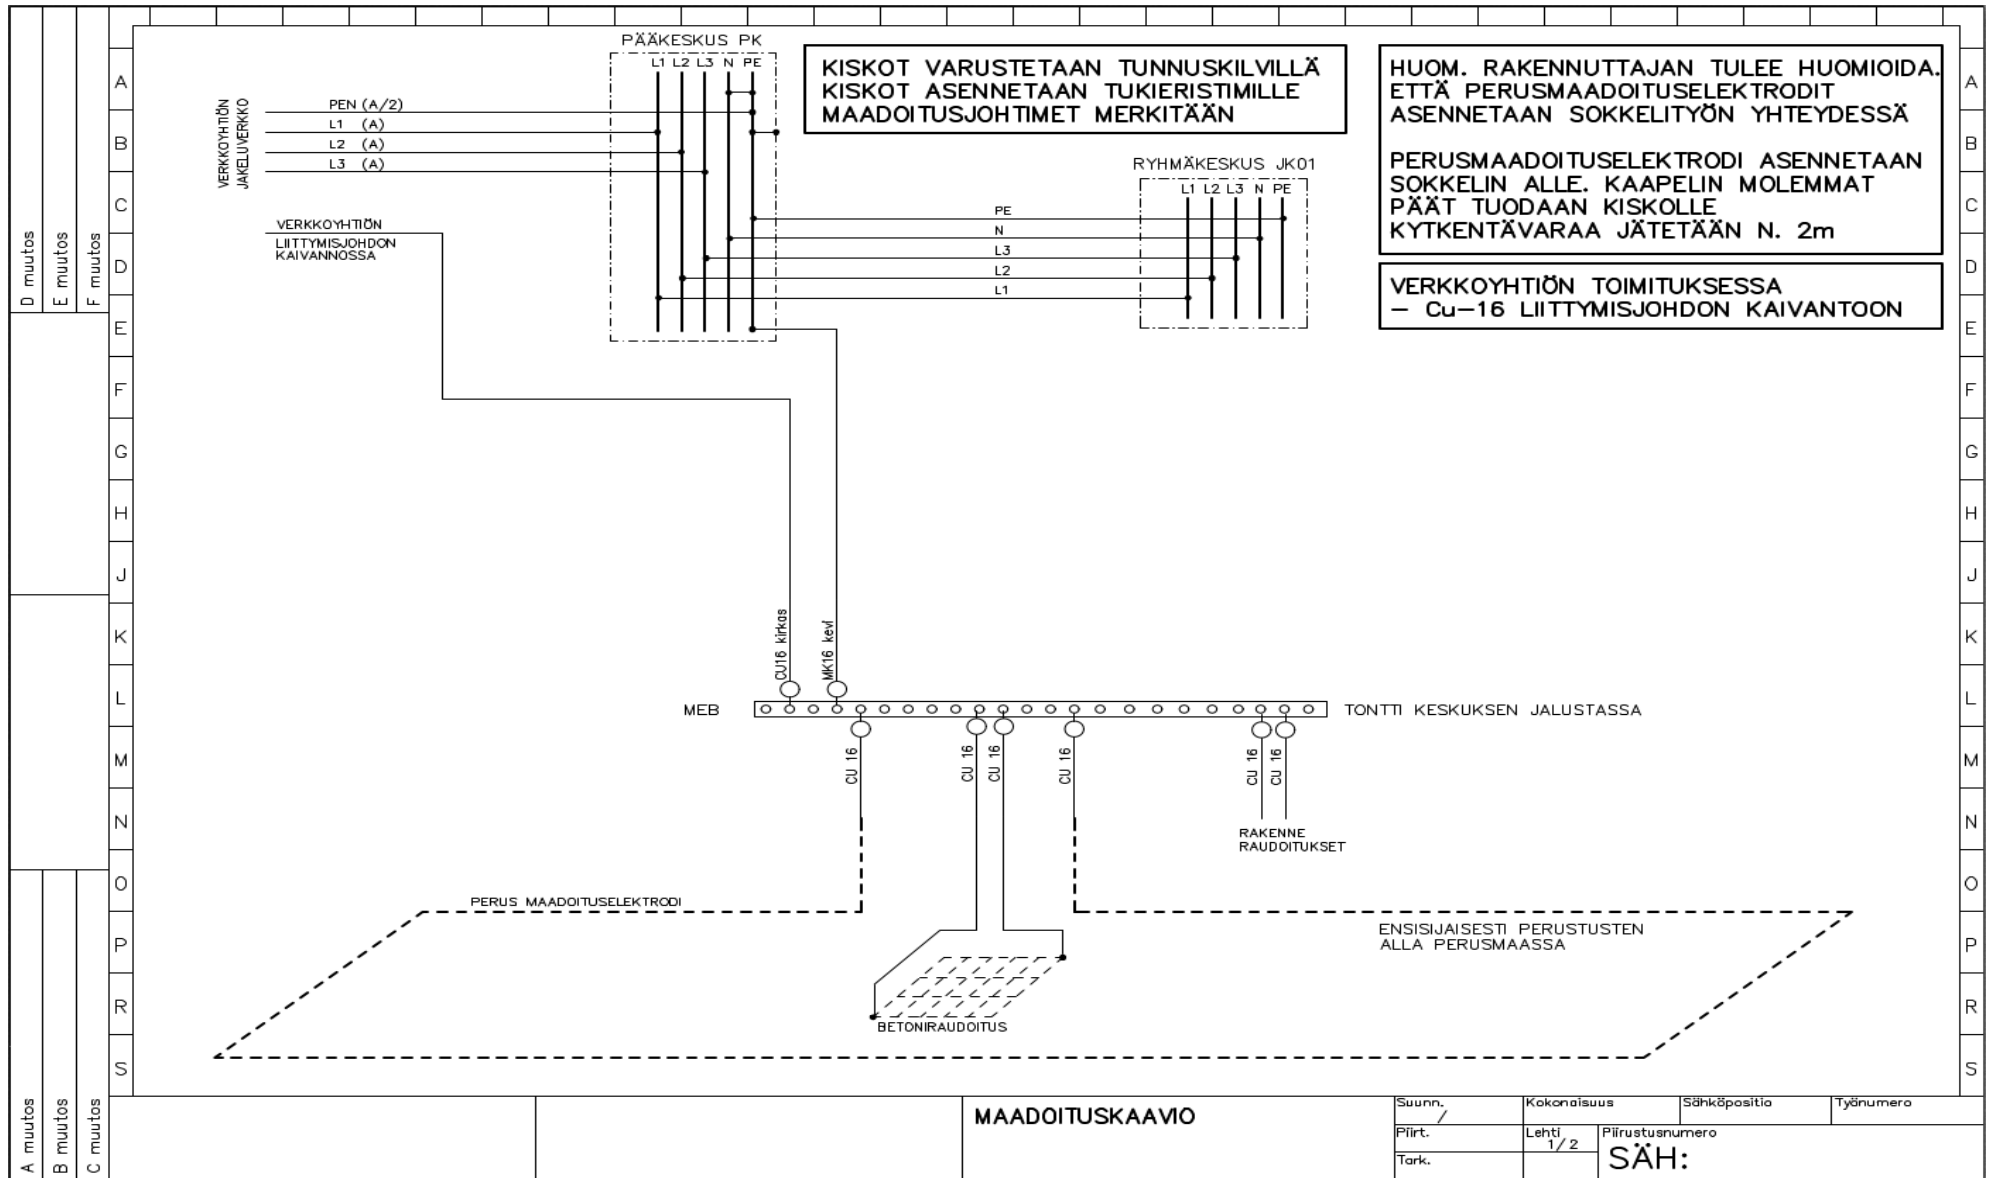 PÄÄKESKUS PK
L1 L2 L3 N PE
VERKKOYHTIÖN
JAKELUVERKKO
PEN (A/2)
L1 (A)
L2 (A)
L3 (A)
VERKKOYHTIÖN
LIITTYMISJOHDON
KAIVANNOSSA
KISKOT VARUSTETAAN TUNNUSKILVILLÄ
KISKOT ASENNETAAN TUKIERISTIMILLE
MAADOITUSJOHTIMET MERKITÄÄN
HUOM. RAKENNUTTAJAN TULEE HUOMIOIDA.
ETTÄ PERUSMAADOITUSELEKTRODIT
ASENNETAAN SOKKELITYÖN YHTEYDESSÄ
PERUSMAADOITUSELEKTRODI ASENNETAAN
SOKKELIN ALLE. KAAPELIN MOLEMMAT
PÄÄT TUODAAN KISKOLLE
KYTKENTÄVARAA JÄTETÄÄN N. 2m
VERKKOYHTIÖN TOIMITUKSESSA
– Cu–16 LIITTYMISJOHDON KAIVANTOON
RYHMÄKESKUS JK01
L1 L2 L3 N PE
PE
N
L3
L2
L1
CU16 kirkas
MK16 kevi
MEB
TONTTI KESKUKSEN JALUSTASSA
CU 16
CU 16
CU 16
CU 16
CU 16
CU 16
RAKENNE
RAUDOITUKSET
PERUS MAADOITUSELEKTRODI
ENSISIJAISESTI PERUSTUSTEN
ALLA PERUSMAASSA
BETONIRAUDOITUS
A
B
C
D
E
F
G
H
J
K
L
M
N
O
P
R
S
A
B
C
D
E
F
G
H
J
K
L
M
N
O
P
R
S
D muutos
E muutos
F muutos
A muutos
B muutos
C muutos
MAADOITUSKAAVIO
Suunn.
/
Kokonaisuus
Sähköpositio
Työnumero
Piirt.
Lehti
1/2
Piirustusnumero
SÄH:
Tark.